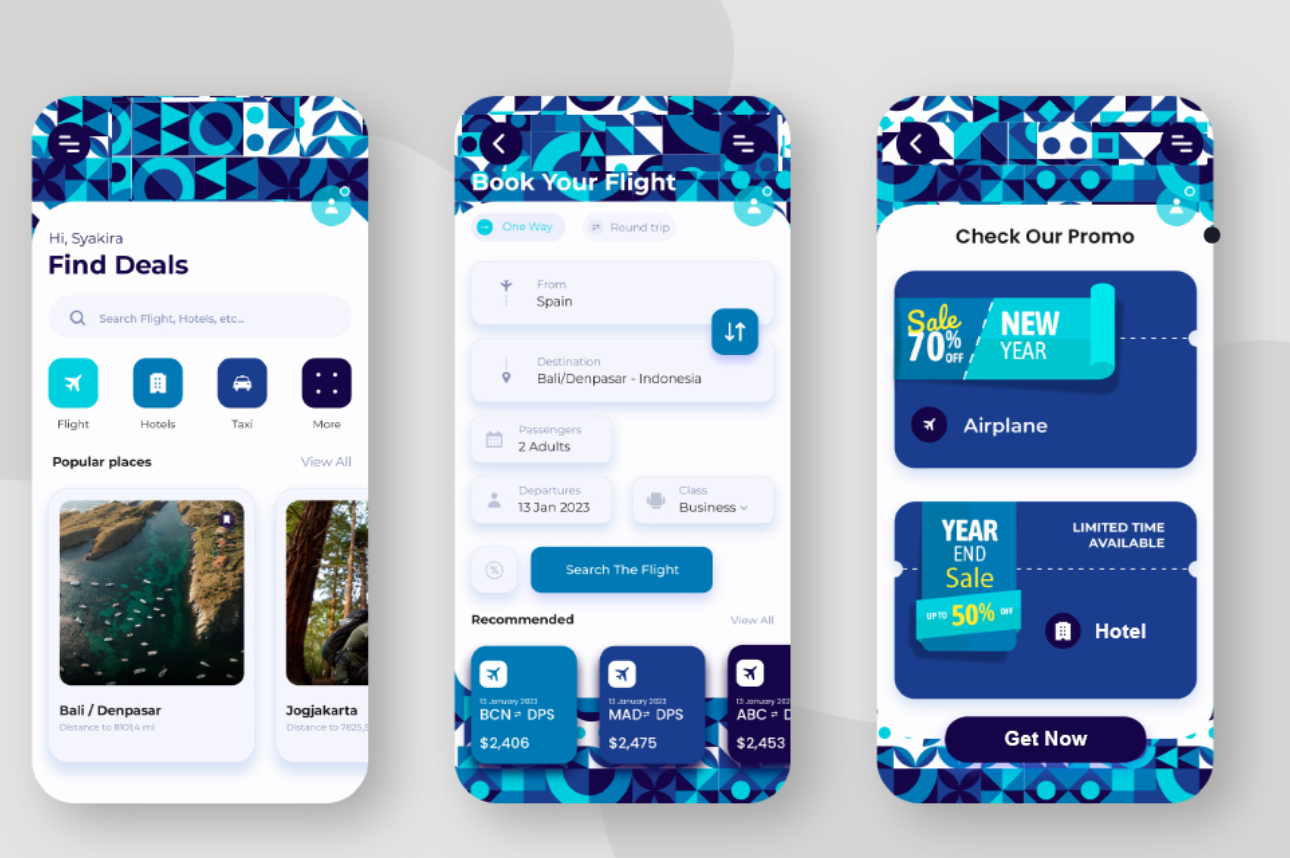 Hi, Syakira
Find Deals
Search Flight, Hotels, etc...
Flight
Hotels
Taxi
More
Popular places
View All
Bali / Denpasar
Distance to 8101,4 mi
Jogjakarta
Distance to 7825,5
Book Your Flight
One Way
Round trip
From
Spain
Destination
Bali/Denpasar - Indonesia
Passengers
2 Adults
Departures
13 Jan 2023
Class
Business
Search The Flight
Recommended
View All
13 January 2023
BCN ⇄ DPS
$2,406
13 January 2023
MAD ⇄ DPS
$2,475
13 January 2023
ABC ⇄ D
$2,453
Check Our Promo
Sale
70% OFF
NEW
YEAR
Airplane
YEAR
END
Sale
UP TO 50% OFF
LIMITED TIME
AVAILABLE
Hotel
Get Now